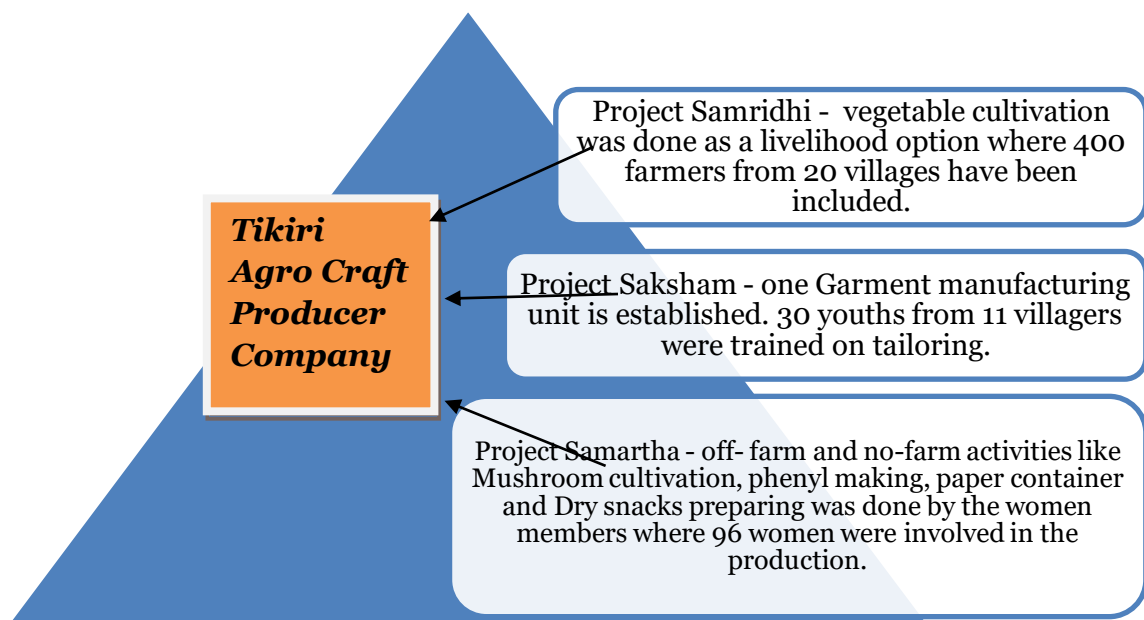 Project Samridhi - vegetable cultivation
was done as a livelihood option where 400
farmers from 20 villages have been
included.
Tikiri
Agro Craft
Producer
Company
Project Saksham - one Garment manufacturing
unit is established. 30 youths from 11 villagers
were trained on tailoring.
Project Samartha - off- farm and no-farm activities like
Mushroom cultivation, phenyl making, paper container
and Dry snacks preparing was done by the women
members where 96 women were involved in the
production.